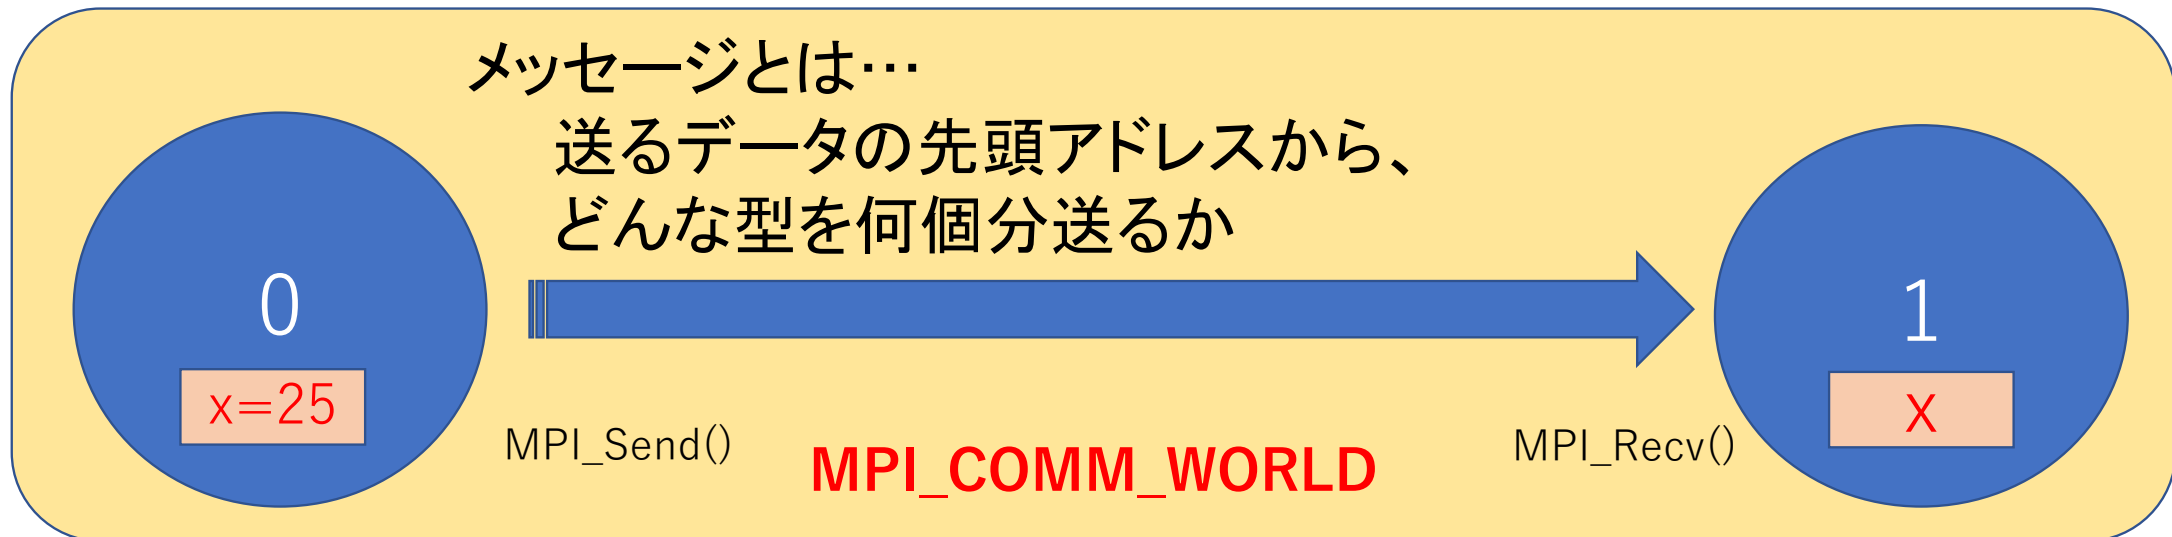 メッセージとは…
送るデータの先頭アドレスから、
どんな型を何個分送るか
0
x=25
MPI_Send()
MPI_COMM_WORLD
MPI_Recv()
1
x